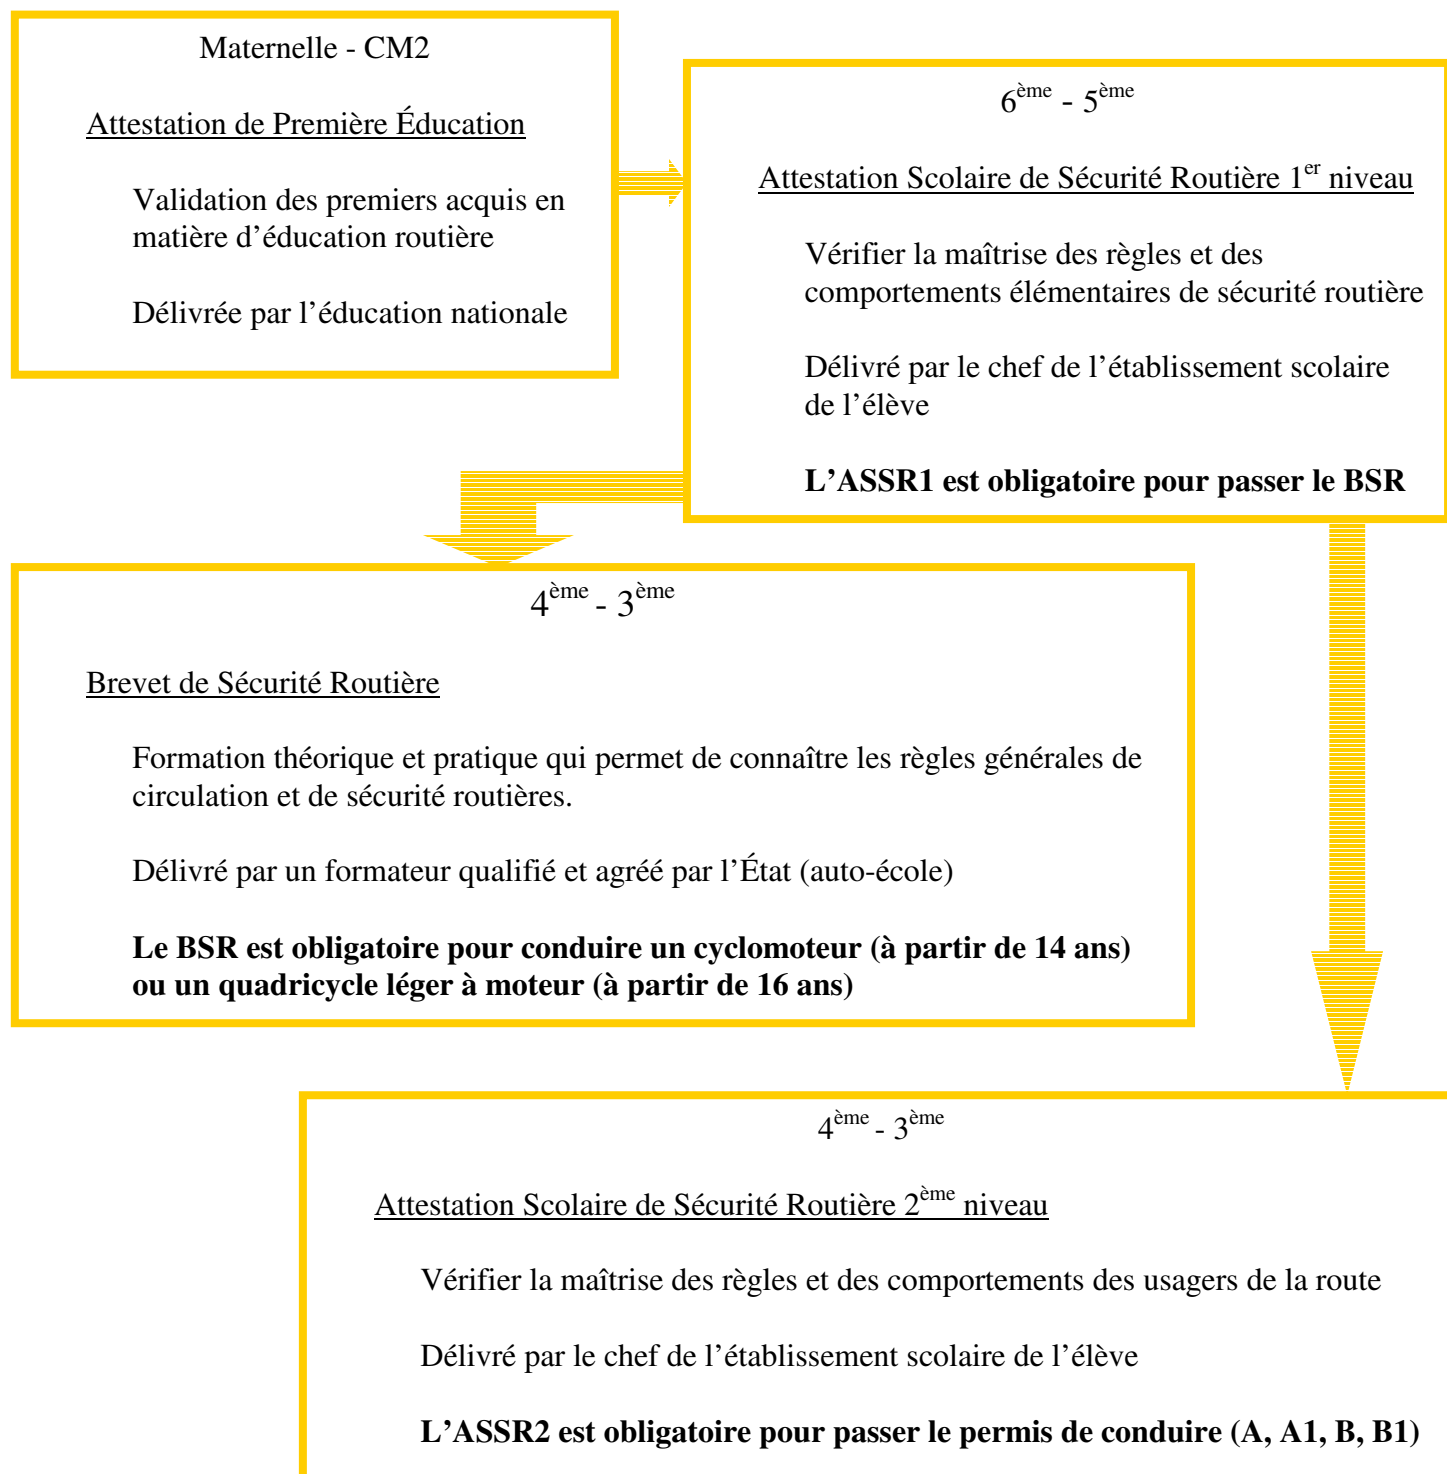 Maternelle - CM2
Attestation de Première Éducation
Validation des premiers acquis en
matière d’éducation routière
Délivrée par l’éducation nationale
6ème - 5ème
Attestation Scolaire de Sécurité Routière 1er niveau
Vérifier la maîtrise des règles et des
comportements élémentaires de sécurité routière
Délivré par le chef de l’établissement scolaire
de l’élève
L’ASSR1 est obligatoire pour passer le BSR
4ème - 3ème
Brevet de Sécurité Routière
Formation théorique et pratique qui permet de connaître les règles générales de
circulation et de sécurité routières.
Délivré par un formateur qualifié et agréé par l’État (auto-école)
Le BSR est obligatoire pour conduire un cyclomoteur (à partir de 14 ans)
ou un quadricycle léger à moteur (à partir de 16 ans)
4ème - 3ème
Attestation Scolaire de Sécurité Routière 2ème niveau
Vérifier la maîtrise des règles et des comportements des usagers de la route
Délivré par le chef de l’établissement scolaire de l’élève
L’ASSR2 est obligatoire pour passer le permis de conduire (A, A1, B, B1)